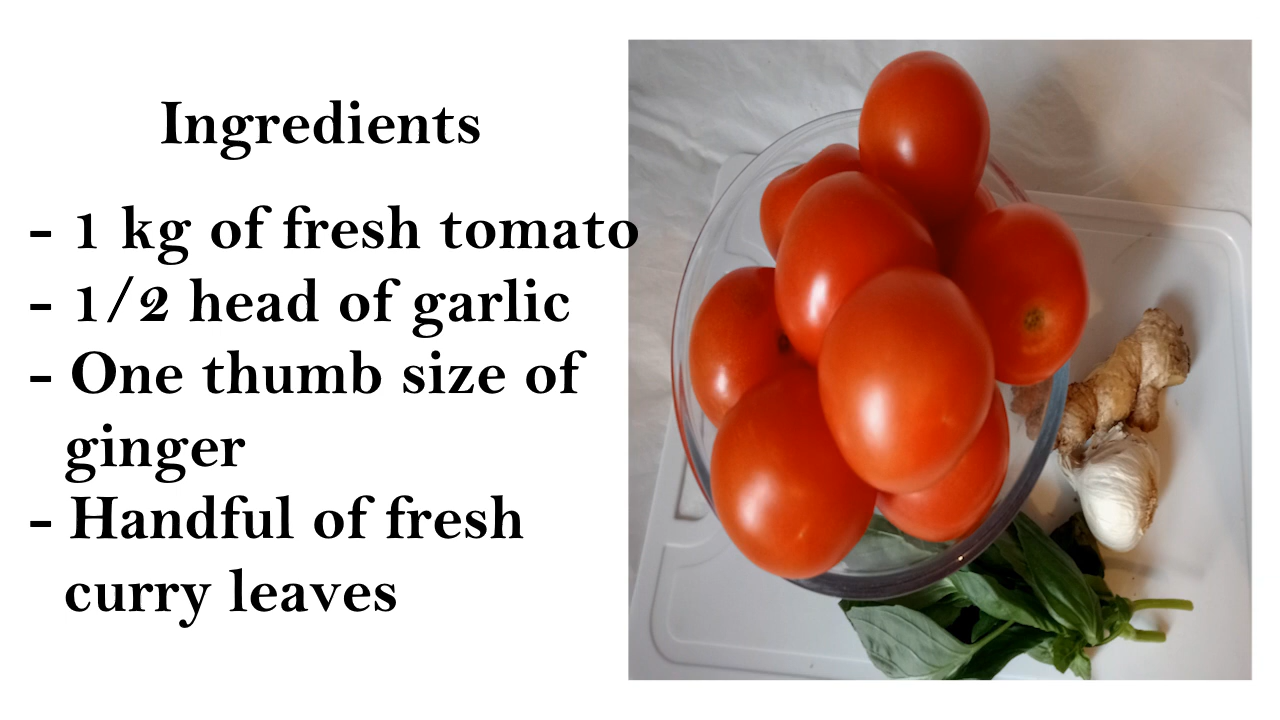 Ingredients
- 1 kg of fresh tomato
- 1/2 head of garlic
- One thumb size of
ginger
- Handful of fresh
curry leaves